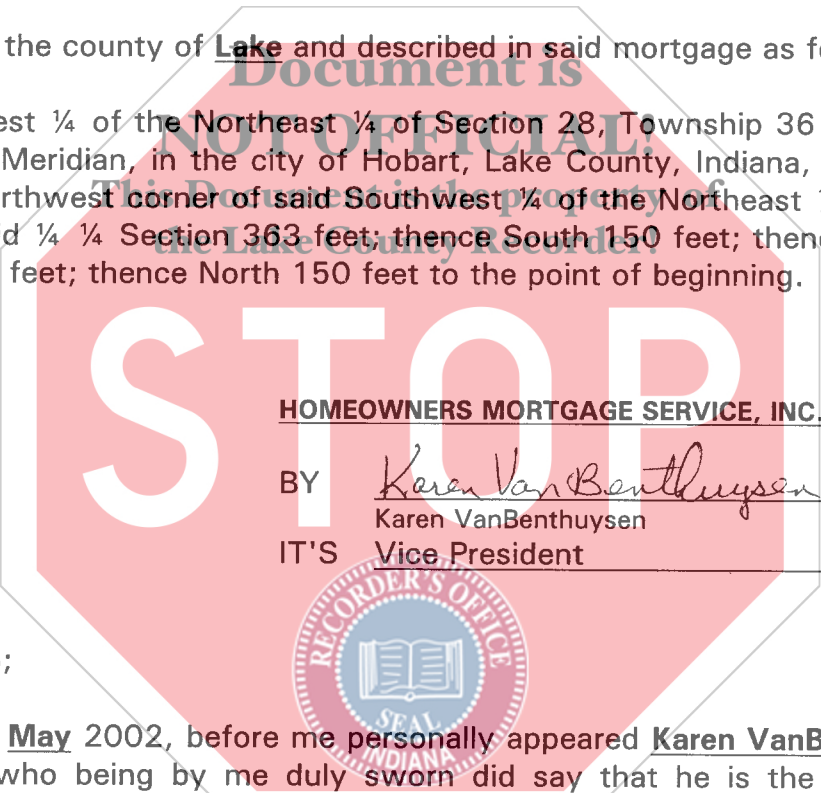 the county of Lake and described in said mortgage as
Document is
est ¼ of the Northeast ¼ of Section 28, Township 36
NOT OFFICIAL!
Meridian, in the city of Hobart, Lake County, Indiana,
This Document is the property of
rthwest corner of said Southwest ¼ of the Northeast
the Lake County Recorder!
d ¼ ¼ Section 363 feet; thence South 150 feet;
feet; thence North 150 feet to the point of beginning.
STOP
HOMEOWNERS MORTGAGE SERVICE, INC.
BY Karen VanBenthuysen
Karen VanBenthuysen
IT'S Vice President
RECORDER'S OFFICE
SEAL
INDIANA
;
May 2002, before me personally appeared Karen VanB
who being by me duly sworn did say that he is the